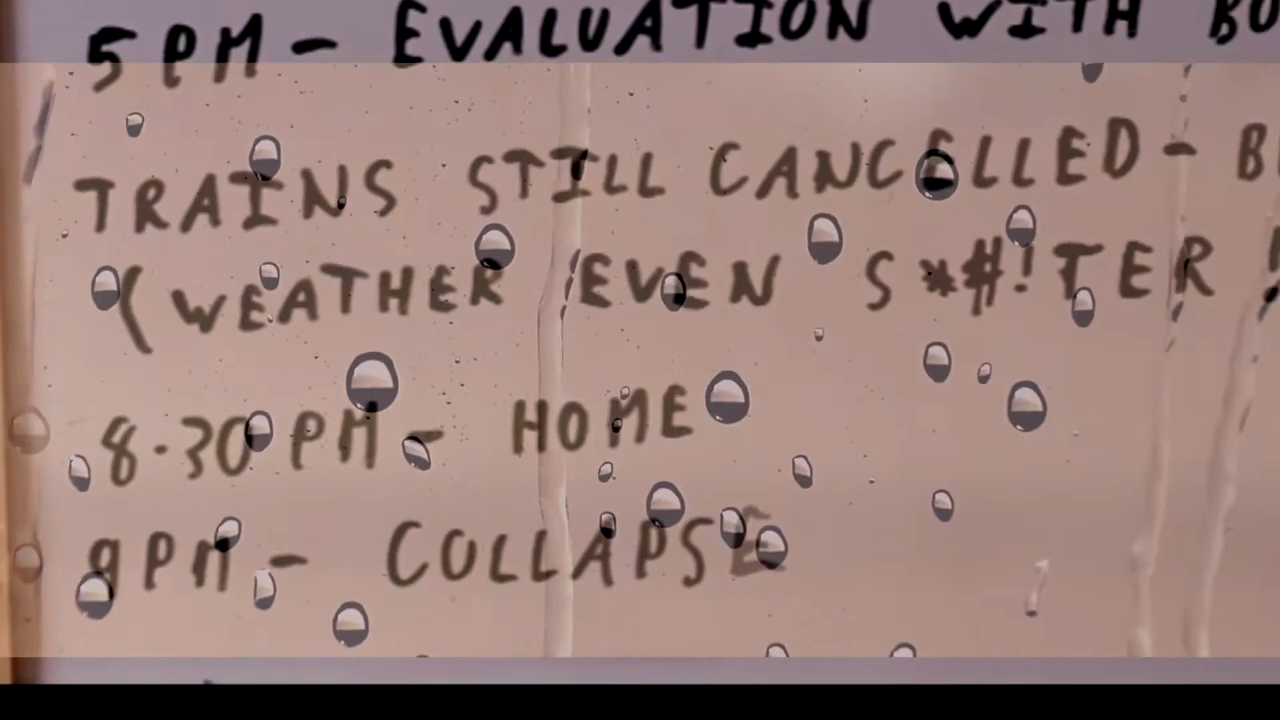 5PM - EVALUATION WITH
TRAINS STILL CANCELLED -
(WEATHER EVEN S*#!TER !
8.30PM - HOME
9PM - COLLAPSE